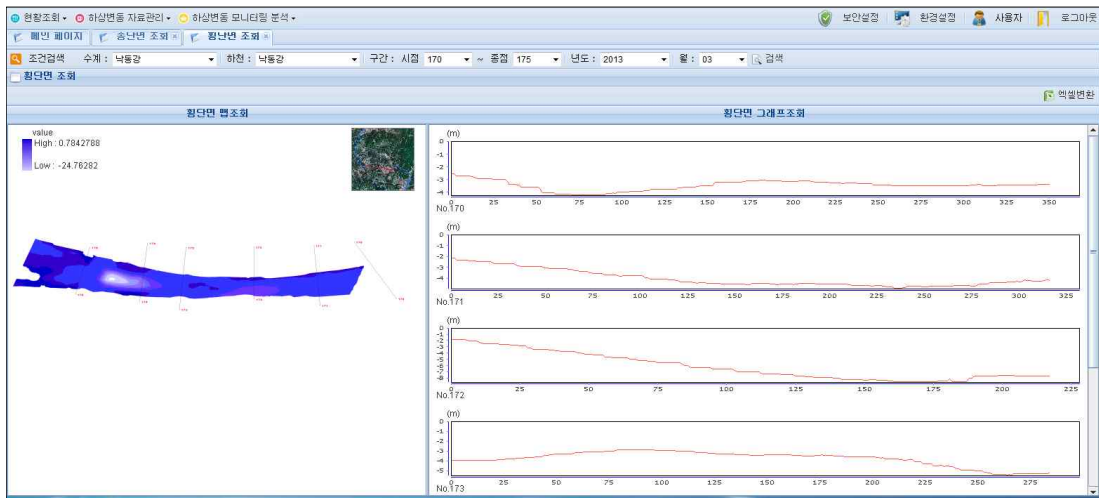 현황조회 하상변동 자료관리 하상변동 모니터링 분석 보안설정 환경설정 사용자 로그아웃
메인 페이지 종단면 조회 횡단면 조회
조건검색 수계 : 낙동강 하천 : 낙동강 구간 : 시점 170 ~ 종점 175 년도 : 2013 월 : 03 검색
횡단면 조회
엑셀변환
횡단면 맵조회 횡단면 그래프조회
value
High : 0.7842788
Low : -24.76282
(m)
0
-1
-2
-3
-4
0 25 50 75 100 125 150 175 200 225 250 275 300 325 350
No.170
(m)
0
-1
-2
-3
-4
0 25 50 75 100 125 150 175 200 225 250 275 300 325
No.171
(m)
0
-1
-2
-3
-4
-5
-6
-7
-8
0 25 50 75 100 125 150 175 200 225
No.172
(m)
0
-1
-2
-3
-4
-5
0 25 50 75 100 125 150 175 200 225 250 275
No.173